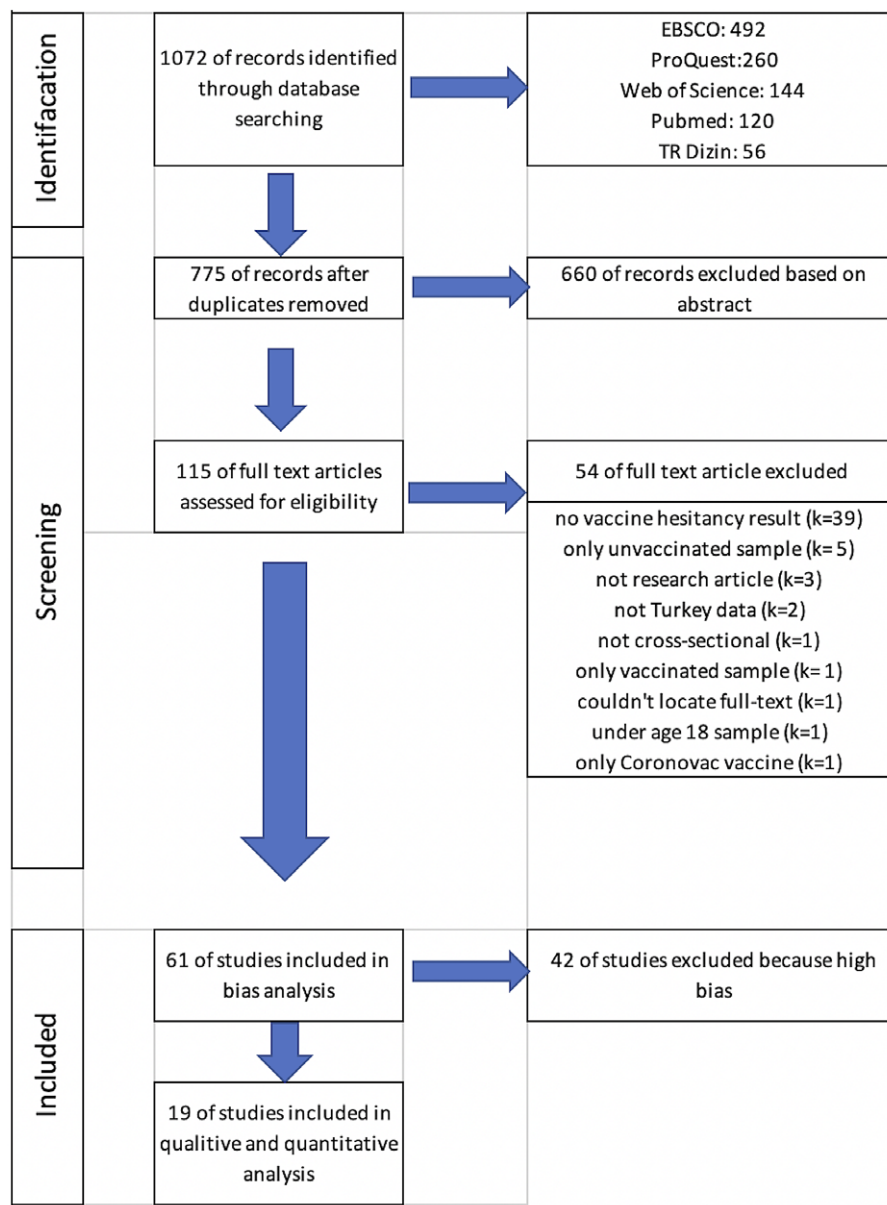 Identifacation
1072 of records identified
through database
searching
EBSCO: 492
ProQuest:260
Web of Science: 144
Pubmed: 120
TR Dizin: 56
Screening
775 of records after
duplicates removed
660 of records excluded based on
abstract
115 of full text articles
assessed for eligibility
54 of full text article excluded
no vaccine hesitancy result (k=39)
only unvaccinated sample (k= 5)
not research article (k=3)
not Turkey data (k=2)
not cross-sectional (k=1)
only vaccinated sample (k= 1)
couldn't locate full-text (k=1)
under age 18 sample (k=1)
only Coronovac vaccine (k=1)
Included
61 of studies included in
bias analysis
42 of studies excluded because high
bias
19 of studies included in
qualitive and quantitative
analysis